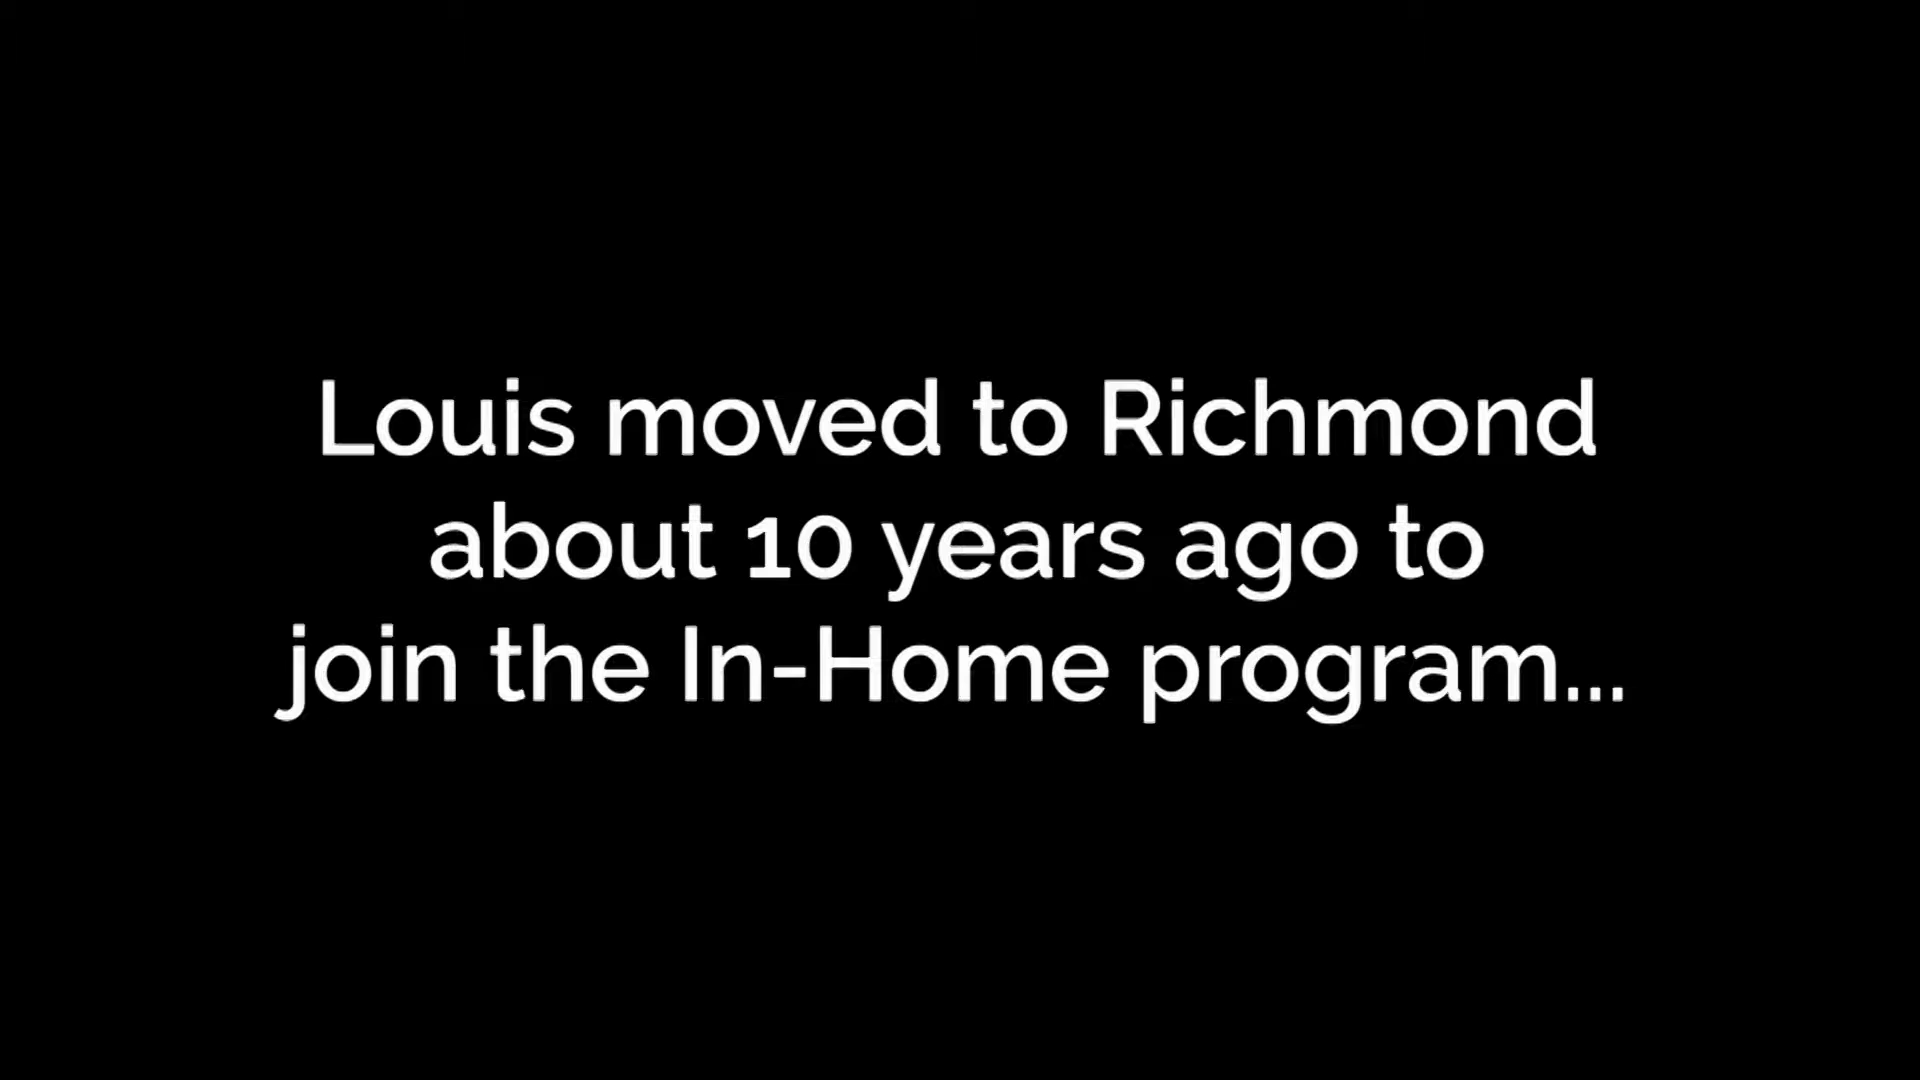 Louis moved to Richmond
about 10 years ago to
join the In-Home program...